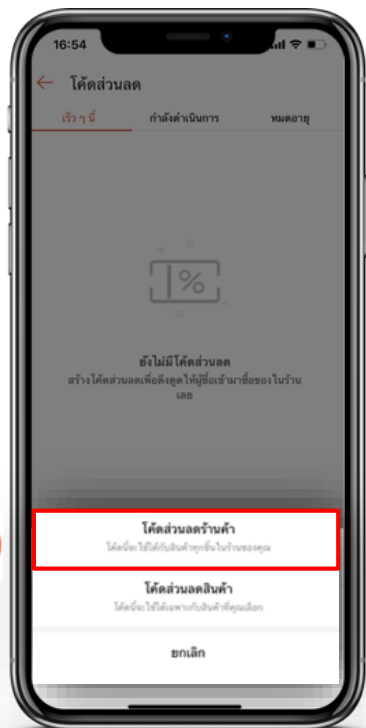 16:54
โค้ดส่วนลด
เร็ว ๆ นี้
กำลังดำเนินการ
หมดอายุ
%
ยังไม่มีโค้ดส่วนลด
สร้างโค้ดส่วนลดเพื่อดึงดูดให้ผู้ซื้อเข้ามาซื้อของในร้าน
เลย
โค้ดส่วนลดร้านค้า
โค้ดนี้จะใช้ได้กับสินค้าทุกชิ้นในร้านของคุณ
โค้ดส่วนลดสินค้า
โค้ดนี้จะใช้ได้เฉพาะกับสินค้าที่คุณเลือก
ยกเลิก